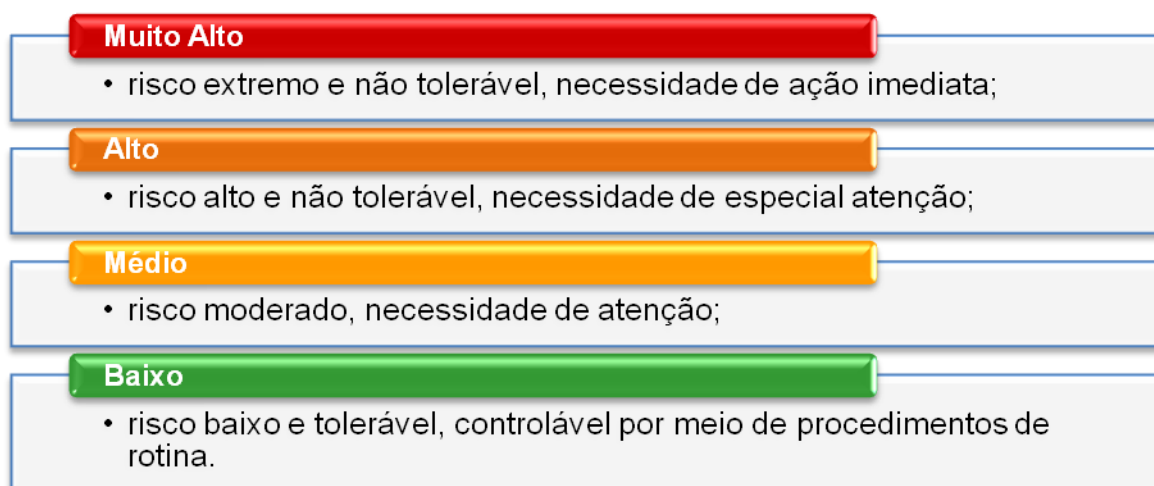 Muito Alto
• risco extremo e não tolerável, necessidade de ação imediata;
Alto
• risco alto e não tolerável, necessidade de especial atenção;
Médio
• risco moderado, necessidade de atenção;
Baixo
• risco baixo e tolerável, controlável por meio de procedimentos de
rotina.